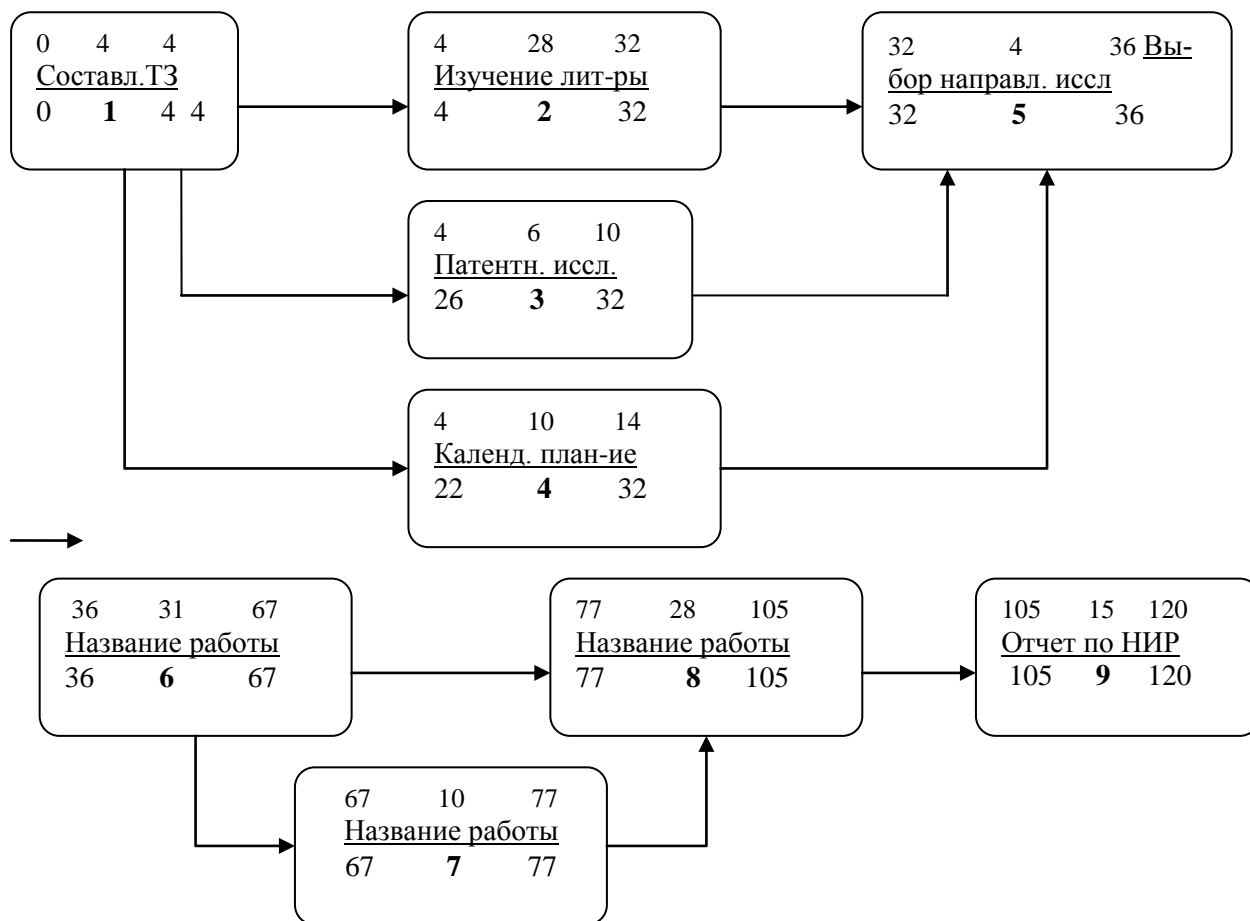 0 4 4
Составл.ТЗ
0 1 4 4
4 28 32
Изучение лит-ры
4 2 32
32 4 36 Вы-
бор направл. иссл
32 5 36
4 6 10
Патентн. иссл.
26 3 32
4 10 14
Календ. план-ие
22 4 32
36 31 67
Название работы
36 6 67
77 28 105
Название работы
77 8 105
105 15 120
Отчет по НИР
105 9 120
67 10 77
Название работы
67 7 77